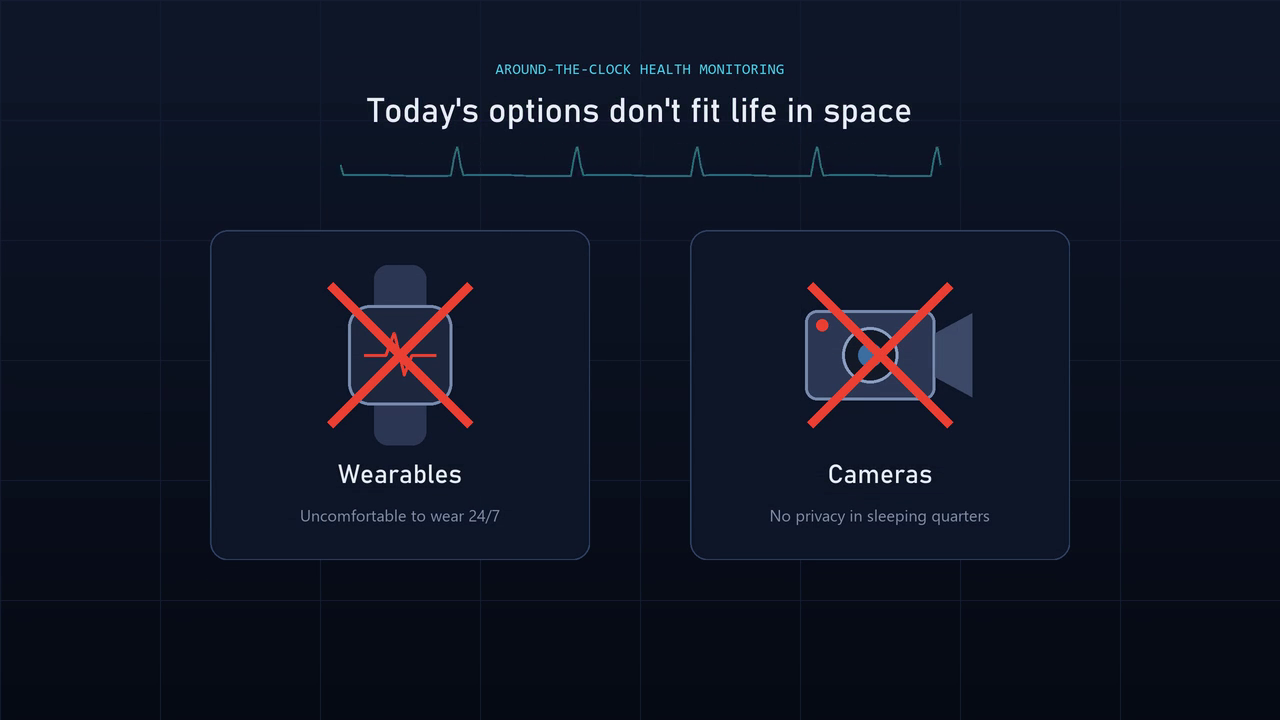 AROUND-THE-CLOCK HEALTH MONITORING
Today's options don't fit life in space
Wearables
Uncomfortable to wear 24/7
Cameras
No privacy in sleeping quarters